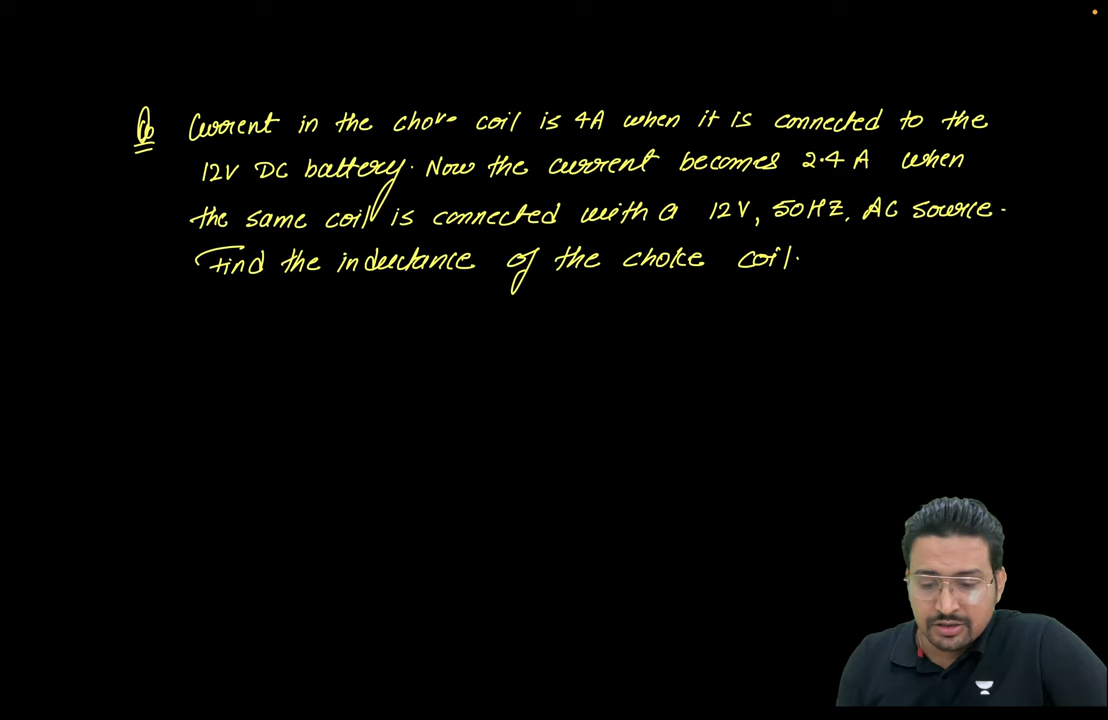 Q Current in the choke coil is 4A when it is connected to the
12V DC battery. Now the current becomes 2.4 A when
the same coil is connected with a 12V, 50HZ, AC source.
Find the inductance of the choke coil.